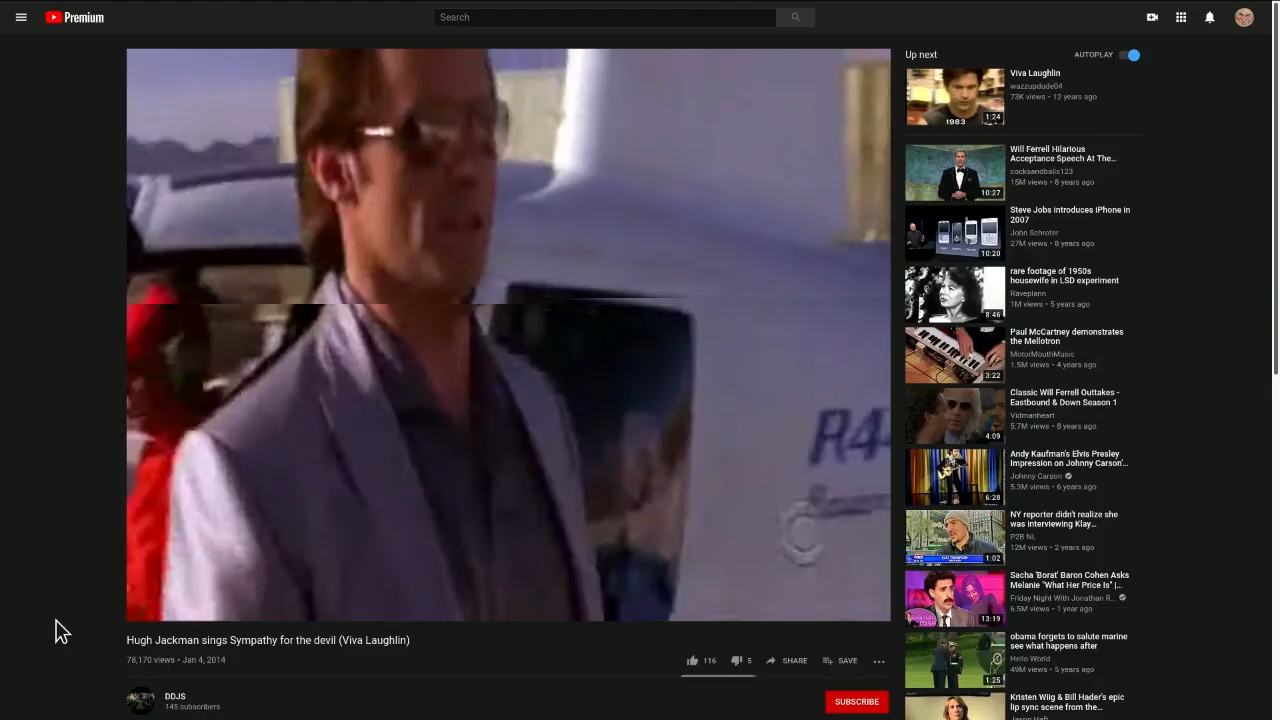 Premium
Search
R44
Hugh Jackman sings Sympathy for the devil (Viva Laughlin)
78,170 views • Jan 4, 2014
116
5
SHARE
SAVE
DDJS
145 subscribers
SUBSCRIBE
Up next
AUTOPLAY
Viva Laughlin
wazzupdude04
73K views • 12 years ago
1983
1:24
Will Ferrell Hilarious
Acceptance Speech At The...
cocksandballs123
15M views • 8 years ago
10:27
Steve Jobs introduces iPhone in
2007
John Schroter
27M views • 8 years ago
10:20
rare footage of 1950s
housewife in LSD experiment
Raveplann
1M views • 5 years ago
8:46
Paul McCartney demonstrates
the Mellotron
MotorMouthMusic
1.5M views • 4 years ago
3:22
Classic Will Ferrell Outtakes -
Eastbound & Down Season 1
Vidmanheart
5.7M views • 8 years ago
4:09
Andy Kaufman's Elvis Presley
Impression on Johnny Carson'...
Johnny Carson
5.3M views • 6 years ago
6:28
NY reporter didn't realize she
was interviewing Klay...
P2B NL
12M views • 2 years ago
1:02
Sacha 'Borat' Baron Cohen Asks
Melanie "What Her Price Is" |...
Friday Night With Jonathan R...
6.5M views • 1 year ago
13:19
obama forgets to salute marine
see what happens after
Hello World
49M views • 5 years ago
1:25
Kristen Wiig & Bill Hader's epic
lip sync scene from the...